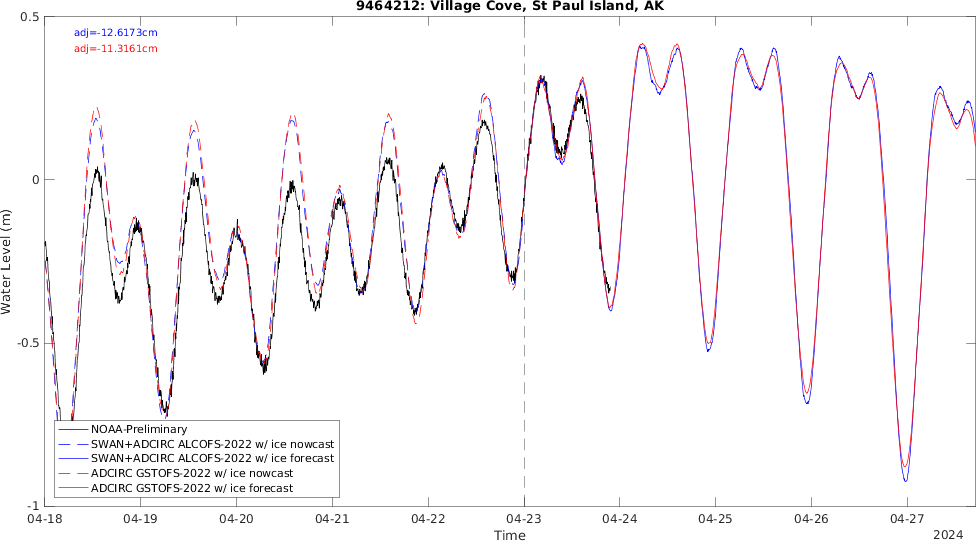 9464212: Village Cove, St Paul Island, AK
adj=-12.6173cm
adj=-11.3161cm
0.5
0
-0.5
-1
Water Level (m)
NOAA-Preliminary
SWAN+ADCIRC ALCOFS-2022 w/ ice nowcast
SWAN+ADCIRC ALCOFS-2022 w/ ice forecast
ADCIRC GSTOFS-2022 w/ ice nowcast
ADCIRC GSTOFS-2022 w/ ice forecast
04-18 04-19 04-20 04-21 04-22 04-23 04-24 04-25 04-26 04-27
Time
2024